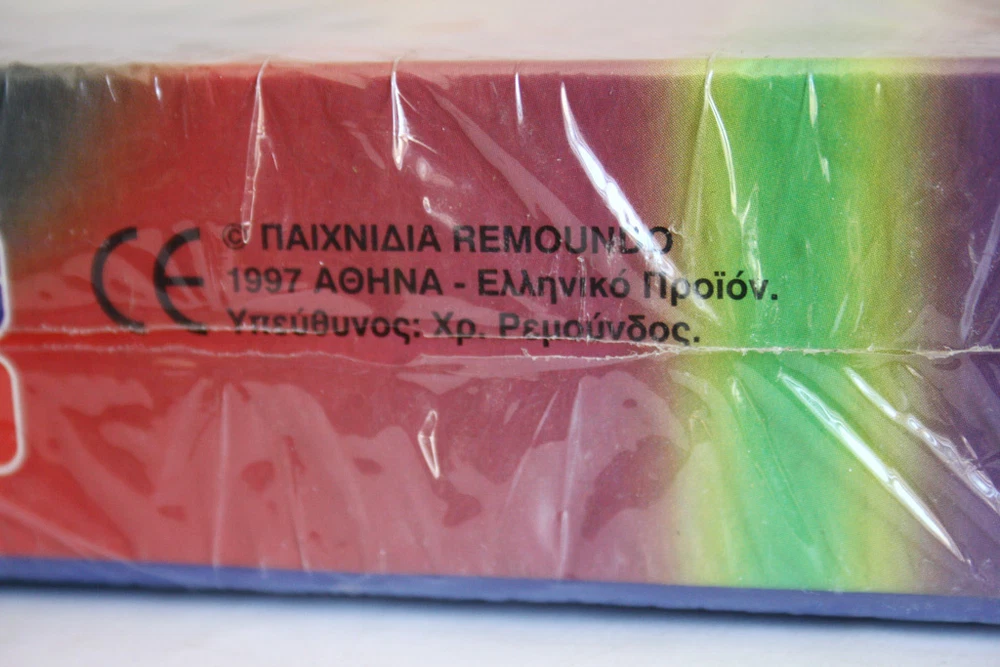 CE © ΠΑΙΧΝΙΔΙΑ REMOUNDO
1997 ΑΘΗΝΑ - Ελληνικό Προϊόν.
Υπεύθυνος: Χρ. Ρεμούνδος.